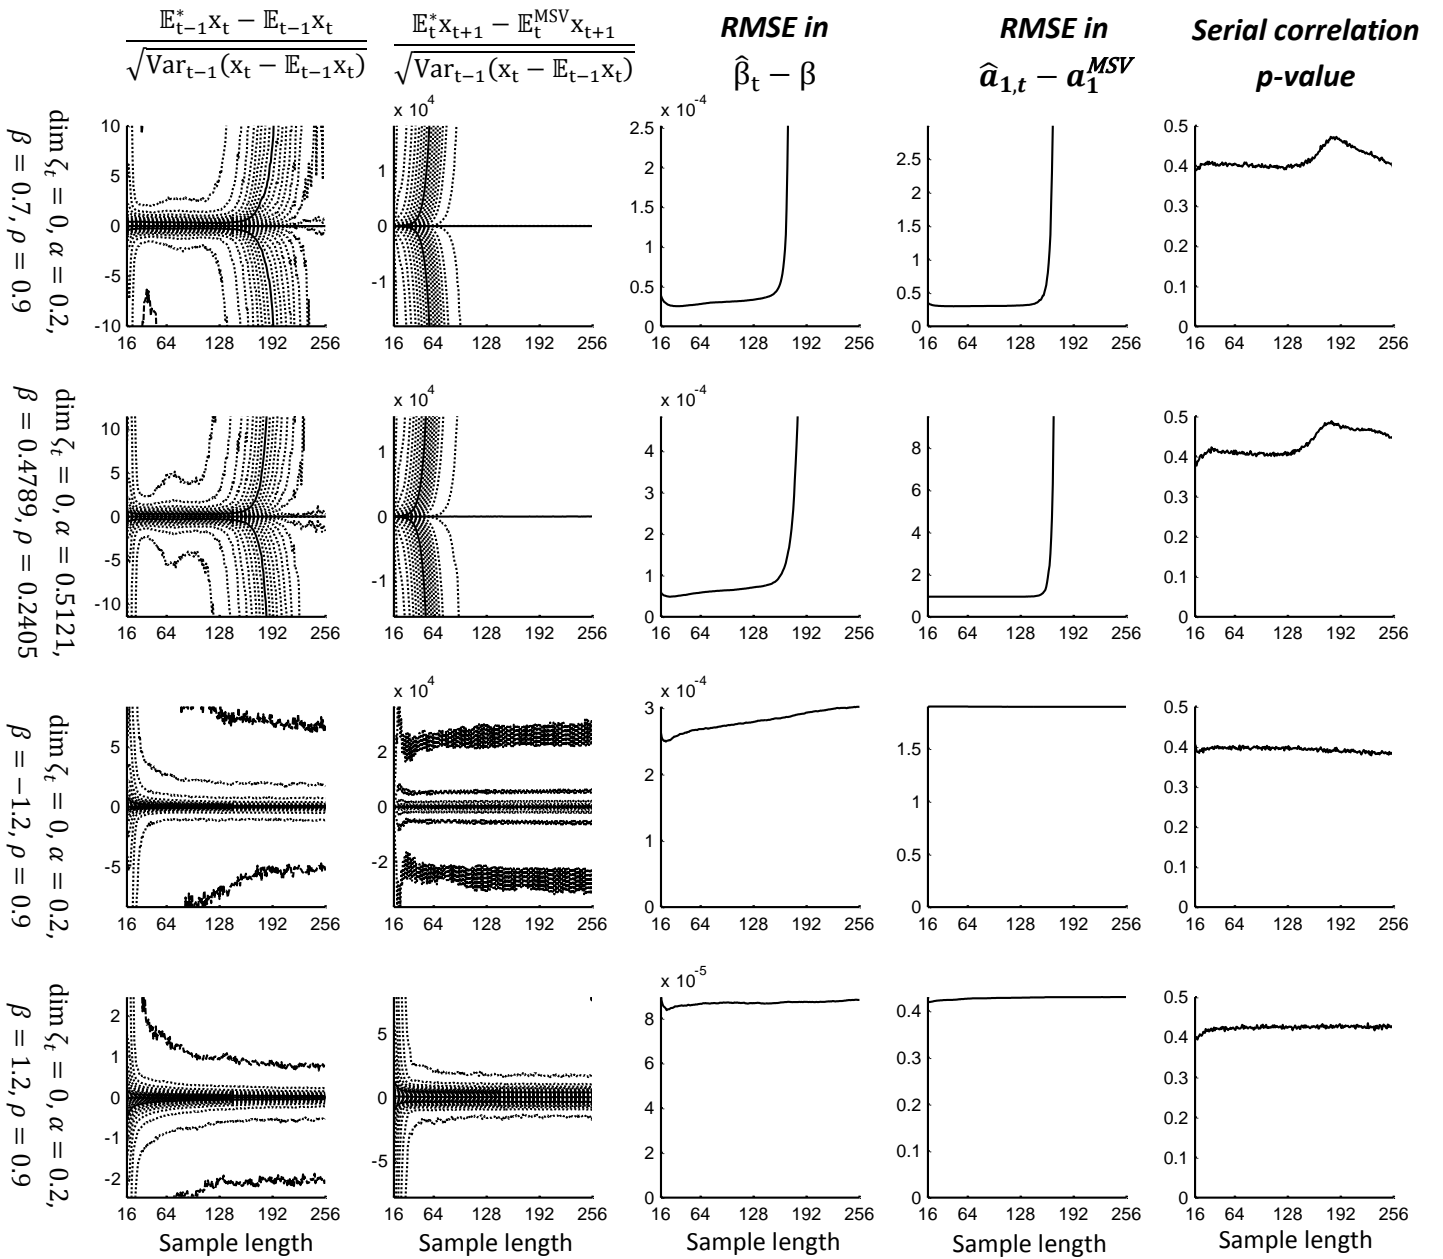 𝔼*ₜ₋₁xₜ − 𝔼ₜ₋₁xₜ
√Varₜ₋₁(xₜ − 𝔼ₜ₋₁xₜ)
𝔼*ₜxₜ₊₁ − 𝔼ₜᴹˢⱽxₜ₊₁
√Varₜ₋₁(xₜ − 𝔼ₜ₋₁xₜ)
RMSE in
β̂ₜ − β
RMSE in
â₁,ₜ − a₁ᴹˢⱽ
Serial correlation
p-value
dim ζₜ = 0, α = 0.2,
β = 0.7, ρ = 0.9
10
5
0
-5
-10
16 64 128 192 256
x 10⁴
1
0
-1
16 64 128 192 256
x 10⁻⁴
2.5
2
1.5
1
0.5
0
16 64 128 192 256
2.5
2
1.5
1
0.5
0
16 64 128 192 256
0.5
0.4
0.3
0.2
0.1
0
16 64 128 192 256
dim ζₜ = 0, α = 0.5121,
β = 0.4789, ρ = 0.2405
10
5
0
-5
-10
16 64 128 192 256
x 10⁴
1
0
-1
16 64 128 192 256
x 10⁻⁴
4
3
2
1
0
16 64 128 192 256
8
6
4
2
0
16 64 128 192 256
0.5
0.4
0.3
0.2
0.1
0
16 64 128 192 256
dim ζₜ = 0, α = 0.2,
β = −1.2, ρ = 0.9
5
0
-5
16 64 128 192 256
x 10⁴
2
0
-2
16 64 128 192 256
x 10⁻⁴
3
2
1
0
16 64 128 192 256
1.5
1
0.5
0
16 64 128 192 256
0.5
0.4
0.3
0.2
0.1
0
16 64 128 192 256
dim ζₜ = 0, α = 0.2,
β = 1.2, ρ = 0.9
2
1
0
-1
-2
16 64 128 192 256
Sample length
5
0
-5
16 64 128 192 256
Sample length
x 10⁻⁵
8
6
4
2
0
16 64 128 192 256
Sample length
0.4
0.3
0.2
0.1
0
16 64 128 192 256
Sample length
0.5
0.4
0.3
0.2
0.1
0
16 64 128 192 256
Sample length